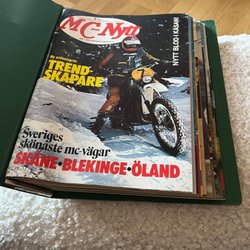 MC-Nytt
NYTT BLOD I KÅSAN!
TREND-
SKAPARE
Sveriges
skönaste mc-vägar
SKÅNE·BLEKINGE·ÖLAND